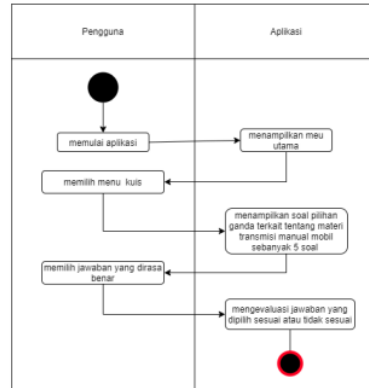 Pengguna
Aplikasi
memulai aplikasi
menampilkan meu
utama
memilih menu kuis
menampilkan soal pilihan
ganda terkait tentang materi
transmisi manual mobil
sebanyak 5 soal
memilih jawaban yang dirasa
benar
mengevaluasi jawaban yang
dipilih sesuai atau tidak sesuai